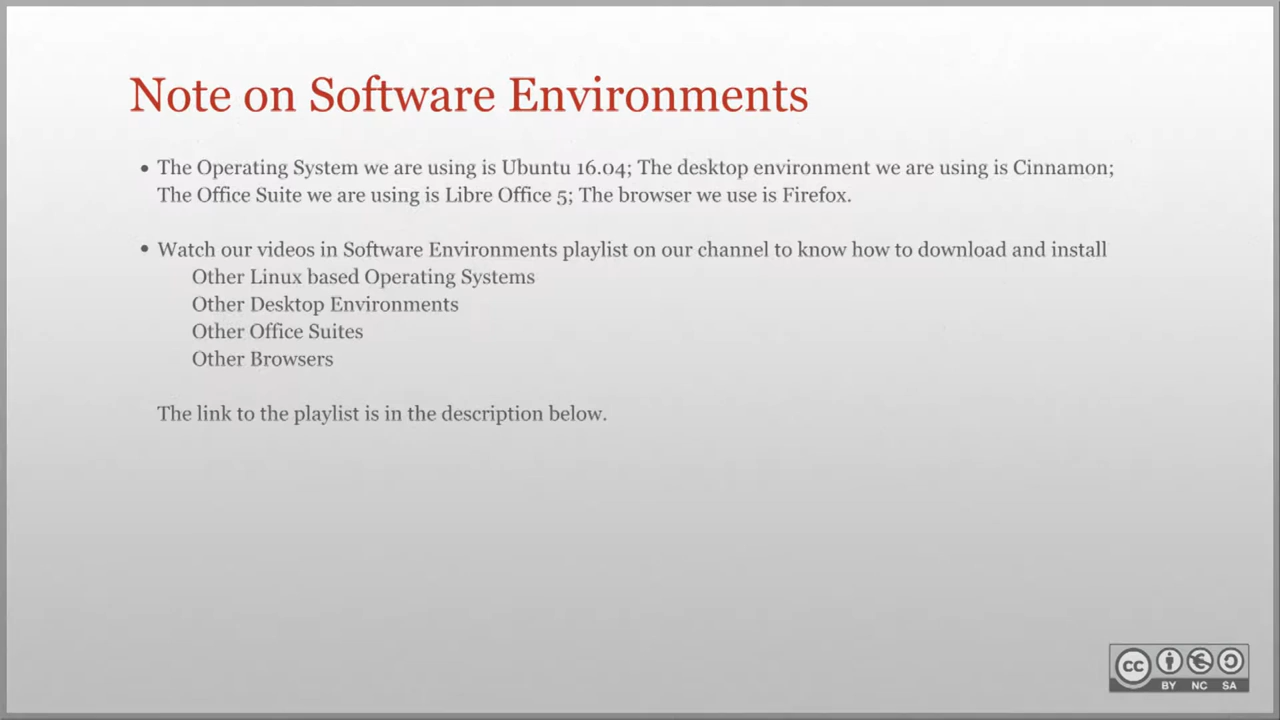 Note on Software Environments
• The Operating System we are using is Ubuntu 16.04; The desktop environment we are using is Cinnamon;
The Office Suite we are using is Libre Office 5; The browser we use is Firefox.
• Watch our videos in Software Environments playlist on our channel to know how to download and install
Other Linux based Operating Systems
Other Desktop Environments
Other Office Suites
Other Browsers
The link to the playlist is in the description below.
cc
BY NC SA